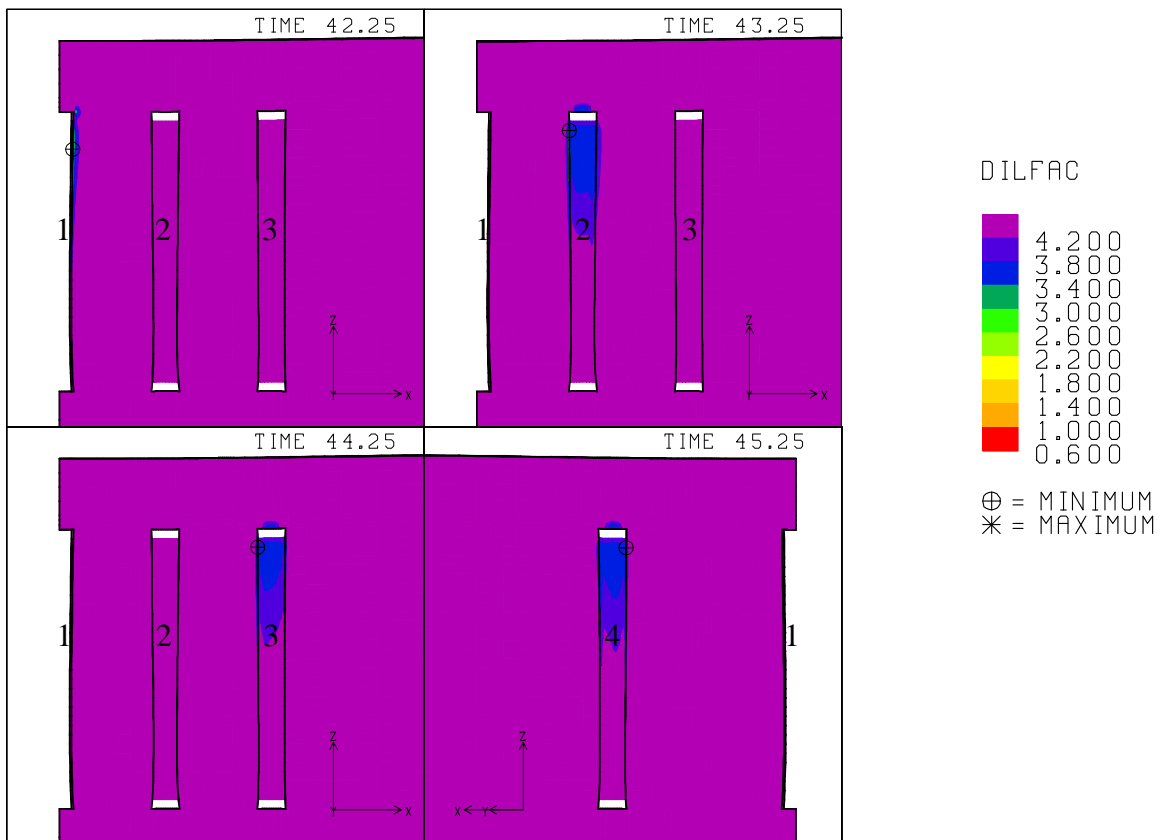 TIME 42.25
1 2 3
Z
Y X
TIME 43.25
1 2 3
Z
Y X
TIME 44.25
1 2 3
Z
Y X
TIME 45.25
4 1
Z
X Y
DILFAC
4.200
3.800
3.400
3.000
2.600
2.200
1.800
1.400
1.000
0.600
⊕ = MINIMUM
✳ = MAXIMUM